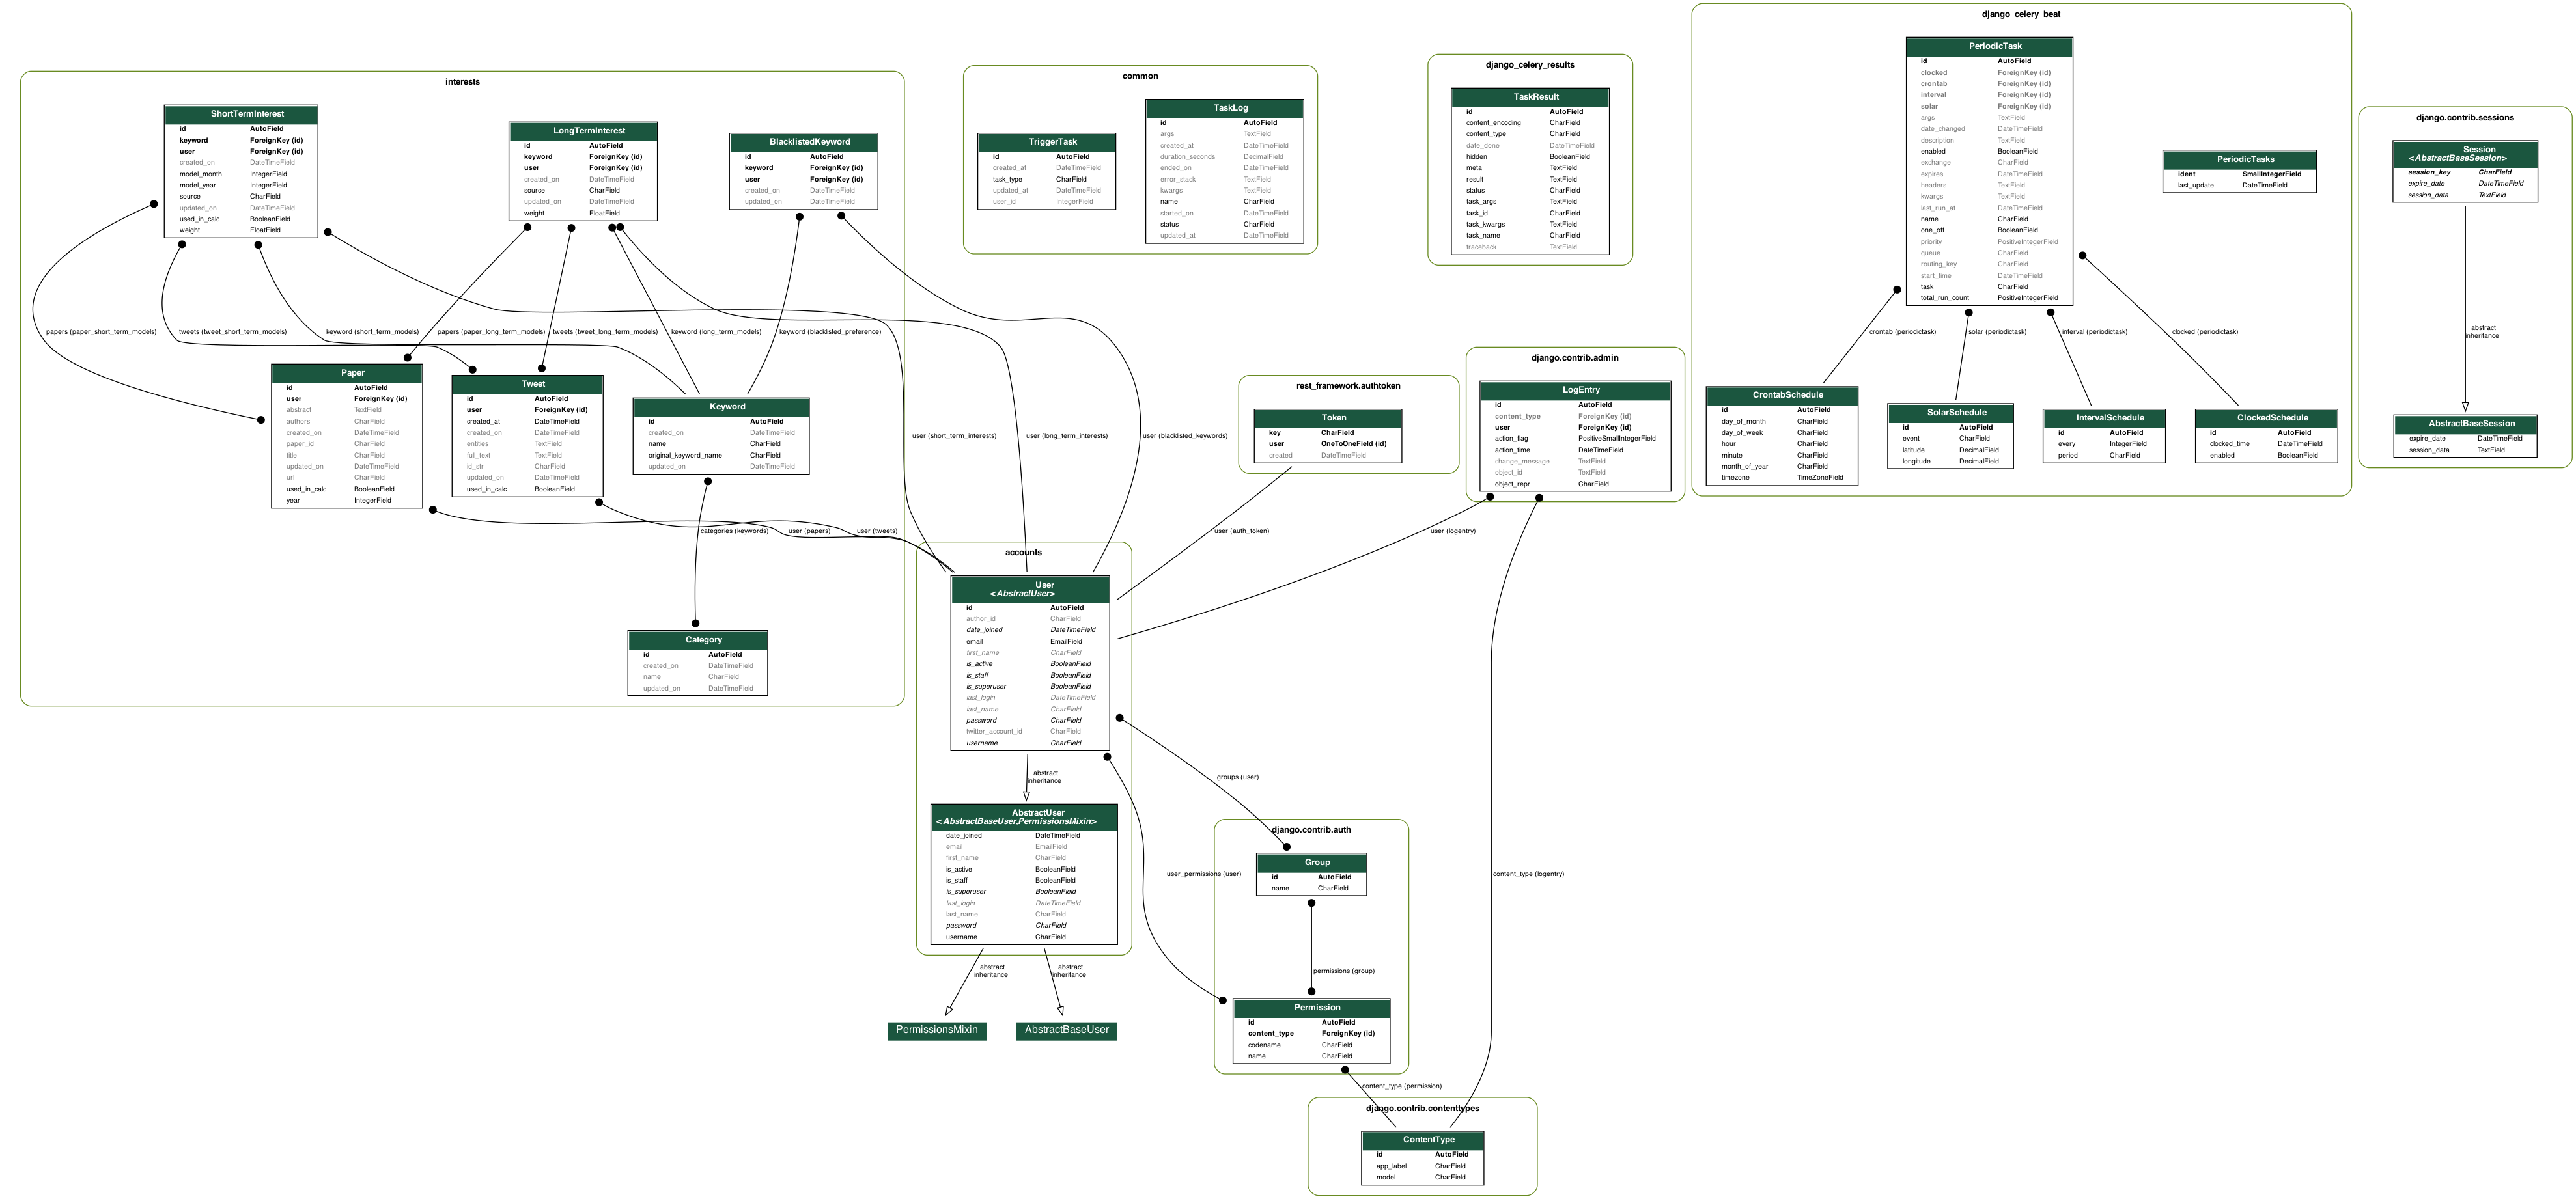 interests
ShortTermInterest
id AutoField
keyword ForeignKey (id)
user ForeignKey (id)
created_on DateTimeField
model_month IntegerField
model_year IntegerField
source CharField
updated_on DateTimeField
used_in_calc BooleanField
weight FloatField
LongTermInterest
id AutoField
keyword ForeignKey (id)
user ForeignKey (id)
created_on DateTimeField
source CharField
updated_on DateTimeField
weight FloatField
BlacklistedKeyword
id AutoField
keyword ForeignKey (id)
user ForeignKey (id)
created_on DateTimeField
updated_on DateTimeField
papers (paper_short_term_models)
tweets (tweet_short_term_models)
keyword (short_term_models)
papers (paper_long_term_models)
tweets (tweet_long_term_models)
keyword (long_term_models)
keyword (blacklisted_preference)
Paper
id AutoField
user ForeignKey (id)
abstract TextField
authors CharField
created_on DateTimeField
paper_id CharField
title CharField
updated_on DateTimeField
url CharField
used_in_calc BooleanField
year IntegerField
Tweet
id AutoField
user ForeignKey (id)
created_at DateTimeField
created_on DateTimeField
entities TextField
full_text TextField
id_str CharField
updated_on DateTimeField
used_in_calc BooleanField
Keyword
id AutoField
created_on DateTimeField
name CharField
original_keyword_name CharField
updated_on DateTimeField
categories (keywords)
user (papers)
user (tweets)
Category
id AutoField
created_on DateTimeField
name CharField
updated_on DateTimeField
user (short_term_interests)
user (long_term_interests)
user (blacklisted_keywords)
common
TriggerTask
id AutoField
created_at DateTimeField
task_type CharField
updated_at DateTimeField
user_id IntegerField
TaskLog
id AutoField
args TextField
created_at DateTimeField
duration_seconds DecimalField
ended_on DateTimeField
error_stack TextField
kwargs TextField
name CharField
started_on DateTimeField
status CharField
updated_at DateTimeField
django_celery_results
TaskResult
id AutoField
content_encoding CharField
content_type CharField
date_done DateTimeField
hidden BooleanField
meta TextField
result TextField
status CharField
task_args TextField
task_id CharField
task_kwargs TextField
task_name CharField
traceback TextField
django_celery_beat
PeriodicTask
id AutoField
clocked ForeignKey (id)
crontab ForeignKey (id)
interval ForeignKey (id)
solar ForeignKey (id)
args TextField
date_changed DateTimeField
description TextField
enabled BooleanField
exchange CharField
expires DateTimeField
headers TextField
kwargs TextField
last_run_at DateTimeField
name CharField
one_off BooleanField
priority PositiveIntegerField
queue CharField
routing_key CharField
start_time DateTimeField
task CharField
total_run_count PositiveIntegerField
PeriodicTasks
ident SmallIntegerField
last_update DateTimeField
crontab (periodictask)
solar (periodictask)
interval (periodictask)
clocked (periodictask)
CrontabSchedule
id AutoField
day_of_month CharField
day_of_week CharField
hour CharField
minute CharField
month_of_year CharField
timezone TimeZoneField
SolarSchedule
id AutoField
event CharField
latitude DecimalField
longitude DecimalField
IntervalSchedule
id AutoField
every IntegerField
period CharField
ClockedSchedule
id AutoField
clocked_time DateTimeField
enabled BooleanField
django.contrib.sessions
Session
<AbstractBaseSession>
session_key CharField
expire_date DateTimeField
session_data TextField
abstract
inheritance
AbstractBaseSession
expire_date DateTimeField
session_data TextField
rest_framework.authtoken
Token
key CharField
user OneToOneField (id)
created DateTimeField
user (auth_token)
django.contrib.admin
LogEntry
id AutoField
content_type ForeignKey (id)
user ForeignKey (id)
action_flag PositiveSmallIntegerField
action_time DateTimeField
change_message TextField
object_id TextField
object_repr CharField
user (logentry)
content_type (logentry)
accounts
User
<AbstractUser>
id AutoField
author_id CharField
date_joined DateTimeField
email EmailField
first_name CharField
is_active BooleanField
is_staff BooleanField
is_superuser BooleanField
last_login DateTimeField
last_name CharField
password CharField
twitter_account_id CharField
username CharField
abstract
inheritance
AbstractUser
<AbstractBaseUser,PermissionsMixin>
date_joined DateTimeField
email EmailField
first_name CharField
is_active BooleanField
is_staff BooleanField
is_superuser BooleanField
last_login DateTimeField
last_name CharField
password CharField
username CharField
abstract
inheritance
abstract
inheritance
PermissionsMixin
AbstractBaseUser
groups (user)
user_permissions (user)
django.contrib.auth
Group
id AutoField
name CharField
permissions (group)
Permission
id AutoField
content_type ForeignKey (id)
codename CharField
name CharField
content_type (permission)
django.contrib.contenttypes
ContentType
id AutoField
app_label CharField
model CharField